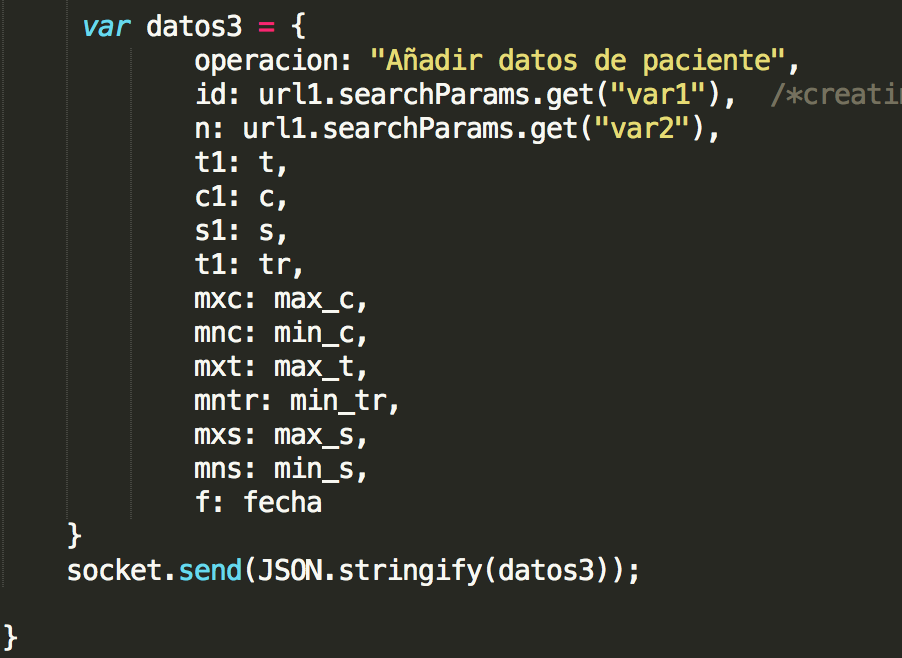 var datos3 = {
operacion: "Añadir datos de paciente",
id: url1.searchParams.get("var1"), /*creatin
n: url1.searchParams.get("var2"),
t1: t,
c1: c,
s1: s,
t1: tr,
mxc: max_c,
mnc: min_c,
mxt: max_t,
mntr: min_tr,
mxs: max_s,
mns: min_s,
f: fecha
}
socket.send(JSON.stringify(datos3));
}